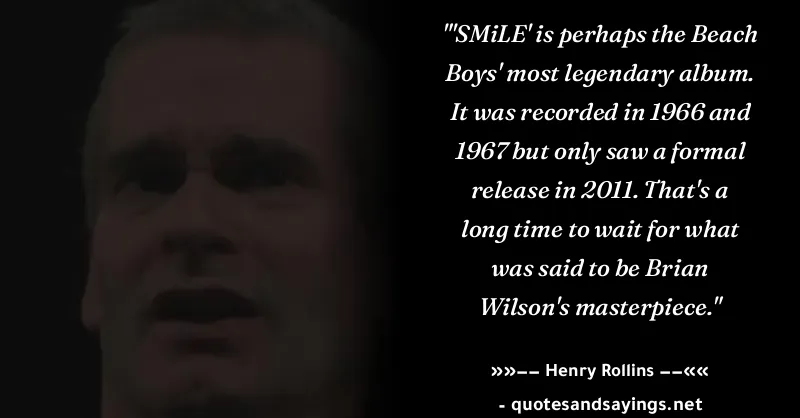 "'SMiLE' is perhaps the Beach
Boys' most legendary album.
It was recorded in 1966 and
1967 but only saw a formal
release in 2011. That's a
long time to wait for what
was said to be Brian
Wilson's masterpiece."
»»–– Henry Rollins ––««
- quotesandsayings.net